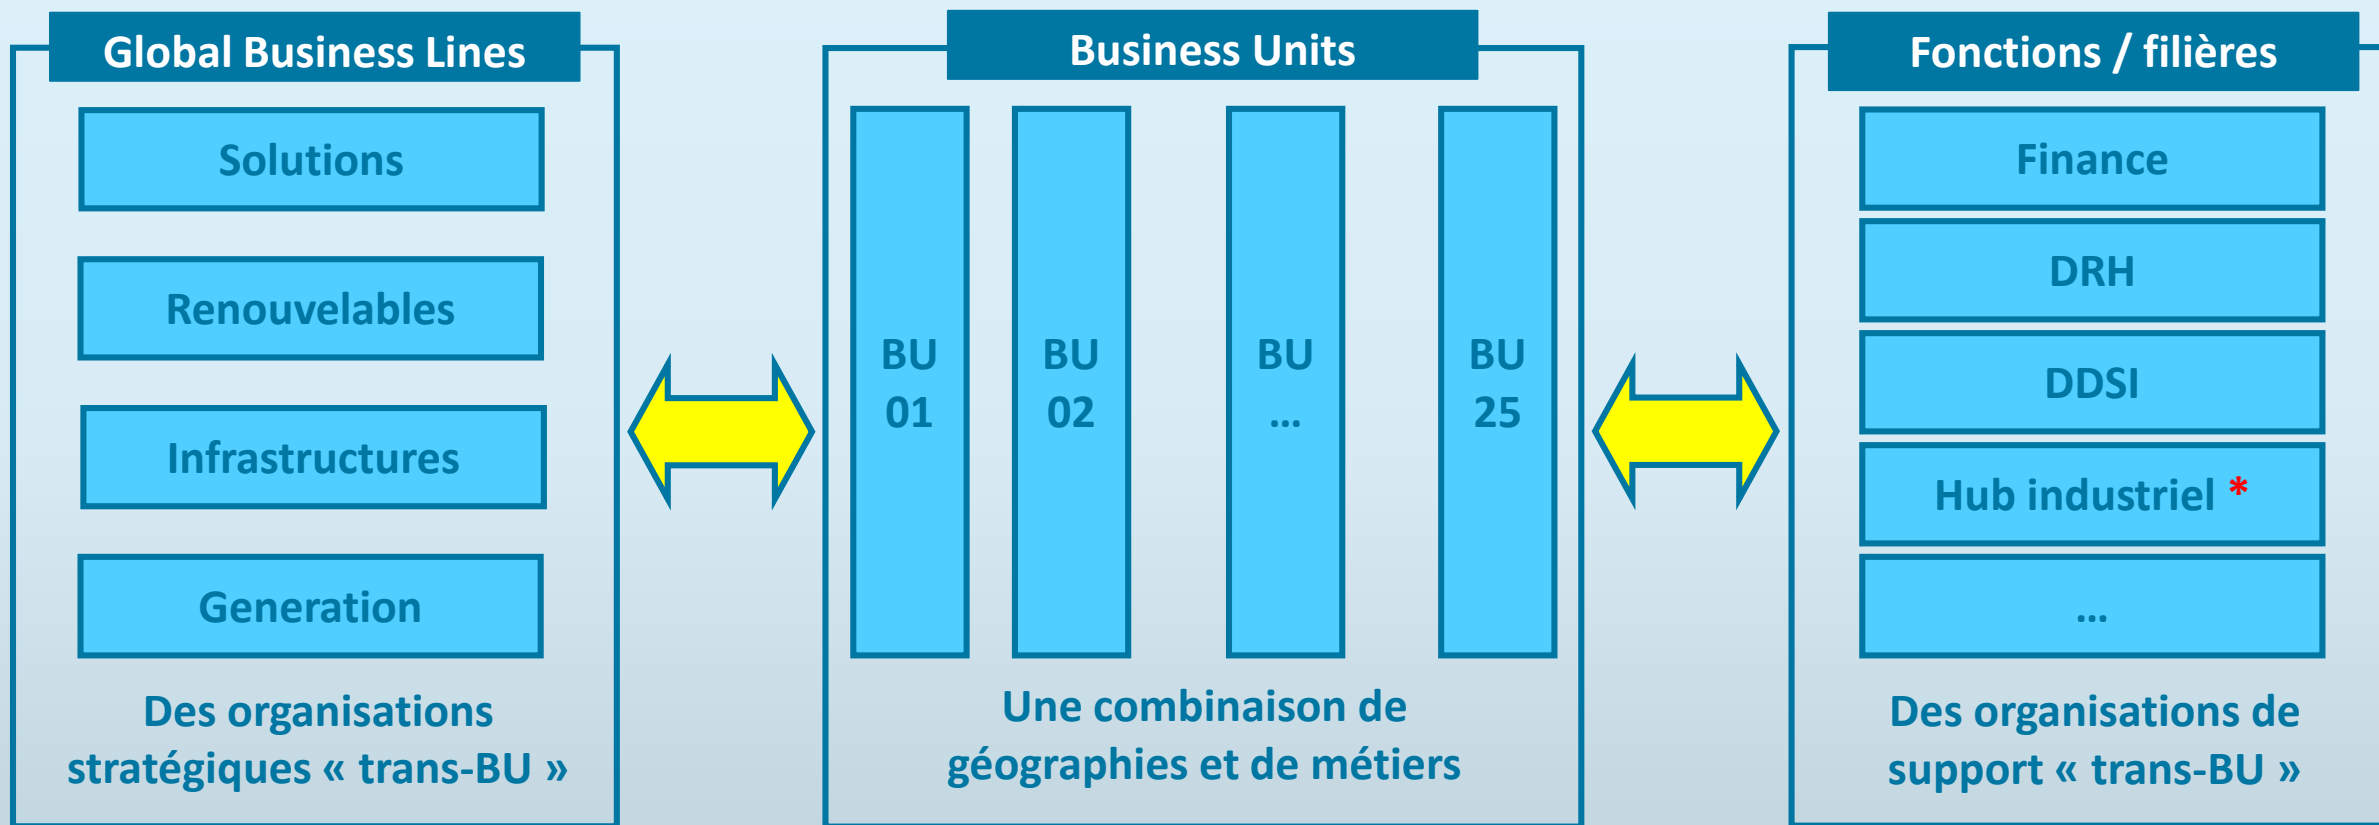 Global Business Lines
Solutions
Renouvelables
Infrastructures
Generation
Des organisations
stratégiques « trans-BU »
Business Units
BU
01
BU
02
BU
...
BU
25
Une combinaison de
géographies et de métiers
Fonctions / filières
Finance
DRH
DDSI
Hub industriel *
...
Des organisations de
support « trans-BU »